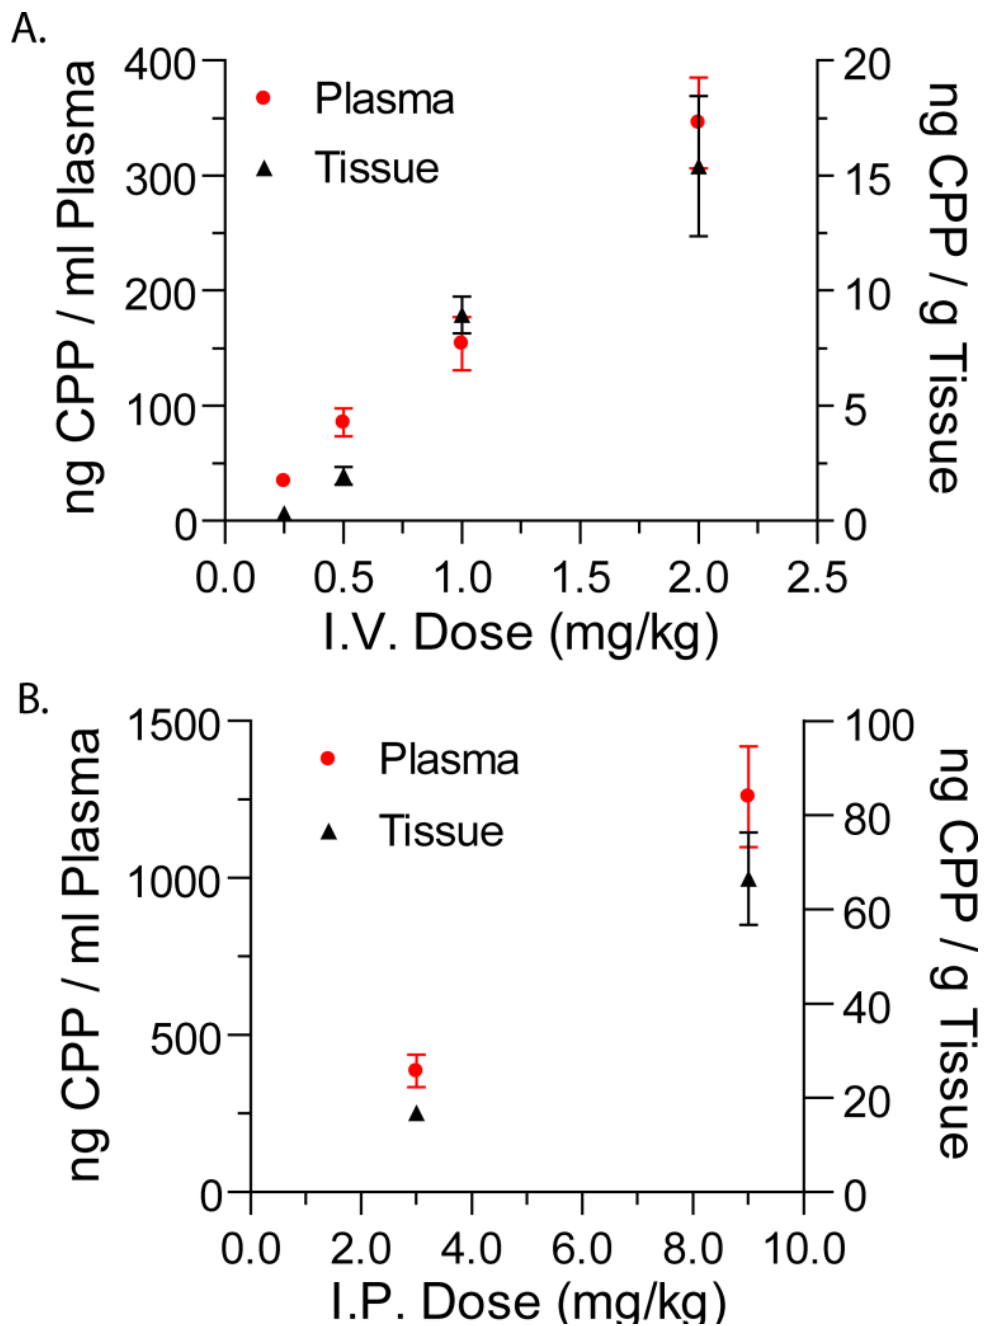 A.
ng CPP / ml Plasma
400
300
200
100
0
Plasma
Tissue
20
15
10
5
0
ng CPP / g Tissue
0.0 0.5 1.0 1.5 2.0 2.5
I.V. Dose (mg/kg)
B.
ng CPP / ml Plasma
1500
1000
500
0
Plasma
Tissue
100
80
60
40
20
0
ng CPP / g Tissue
0.0 2.0 4.0 6.0 8.0 10.0
I.P. Dose (mg/kg)